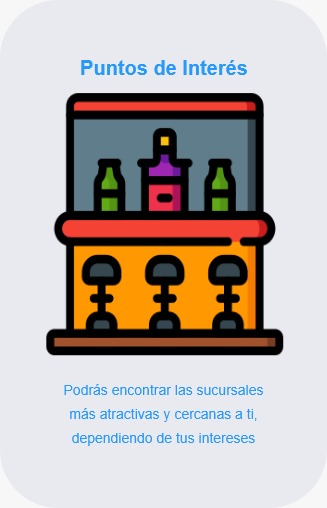 Puntos de Interés
Podrás encontrar las sucursales
más atractivas y cercanas a ti,
dependiendo de tus intereses